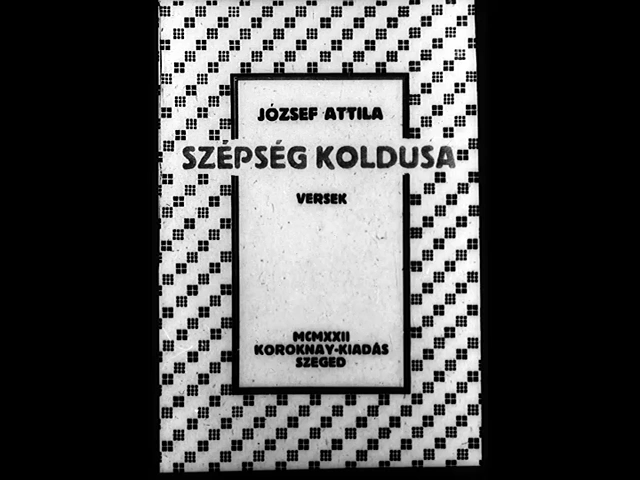 JÓZSEF ATTILA
SZÉPSÉG KOLDUSA
VERSEK
MCMXXII
KOROKNAY-KIADÁS
SZEGED